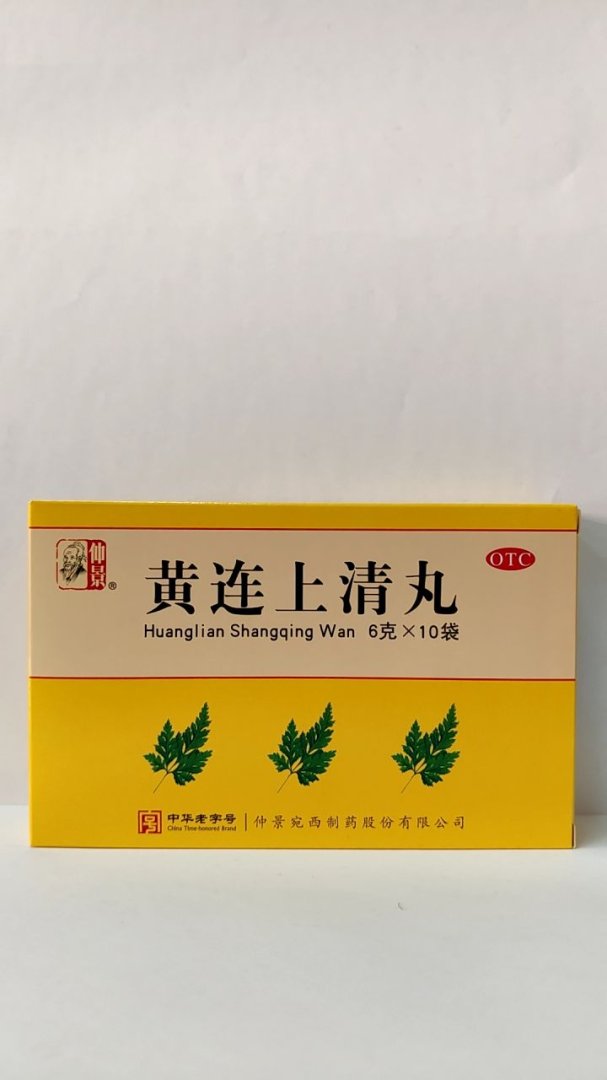 仲景®
OTC
黄连上清丸
Huanglian Shangqing Wan 6克×10袋
中华老字号
China Time-honored Brand
仲景宛西制药股份有限公司